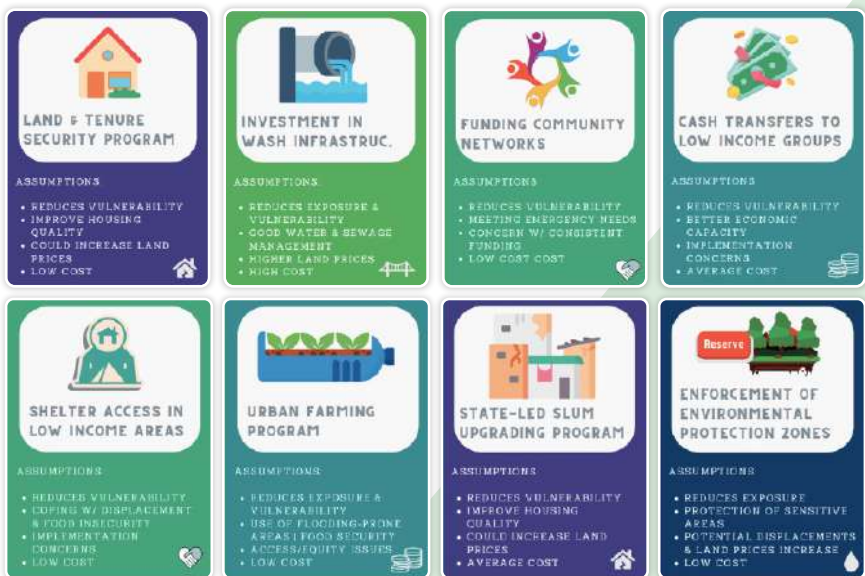 LAND & TENURE
SECURITY PROGRAM
ASSUMPTIONS
• REDUCES VULNERABILITY
• IMPROVE HOUSING
QUALITY
• COULD INCREASE LAND
PRICES
• LOW COST
INVESTMENT IN
WASH INFRASTRUC.
ASSUMPTIONS
• REDUCES EXPOSURE &
VULNERABILITY
• GOOD WATER & SEWAGE
MANAGEMENT
• HIGHER LAND PRICES
• HIGH COST
FUNDING COMMUNITY
NETWORKS
ASSUMPTIONS
• REDUCES VULNERABILITY
• MEETING EMERGENCY NEEDS
• CONCERN W/ CONSISTENT
FUNDING
• LOW COST COST
CASH TRANSFERS TO
LOW INCOME GROUPS
ASSUMPTIONS
• REDUCES VULNERABILITY
• BETTER ECONOMIC
CAPACITY
• IMPLEMENTATION
CONCERNS
• AVERAGE COST
SHELTER ACCESS IN
LOW INCOME AREAS
ASSUMPTIONS
• REDUCES VULNERABILITY
• COPING W/ DISPLACEMENT
& FOOD INSECURITY
• IMPLEMENTATION
CONCERNS
• LOW COST
URBAN FARMING
PROGRAM
ASSUMPTIONS
• REDUCES EXPOSURE &
VULNERABILITY
• USE OF FLOODING-PRONE
AREAS | FOOD SECURITY
• ACCESS/EQUITY ISSUES
• LOW COST
STATE-LED SLUM
UPGRADING PROGRAM
ASSUMPTIONS
• REDUCES VULNERABILITY
• IMPROVE HOUSING
QUALITY
• COULD INCREASE LAND
PRICES
• AVERAGE COST
Reserve
ENFORCEMENT OF
ENVIRONMENTAL
PROTECTION ZONES
ASSUMPTIONS
• REDUCES EXPOSURE
• PROTECTION OF SENSITIVE
AREAS
• POTENTIAL DISPLACEMENTS
& LAND PRICES INCREASE
• LOW COST